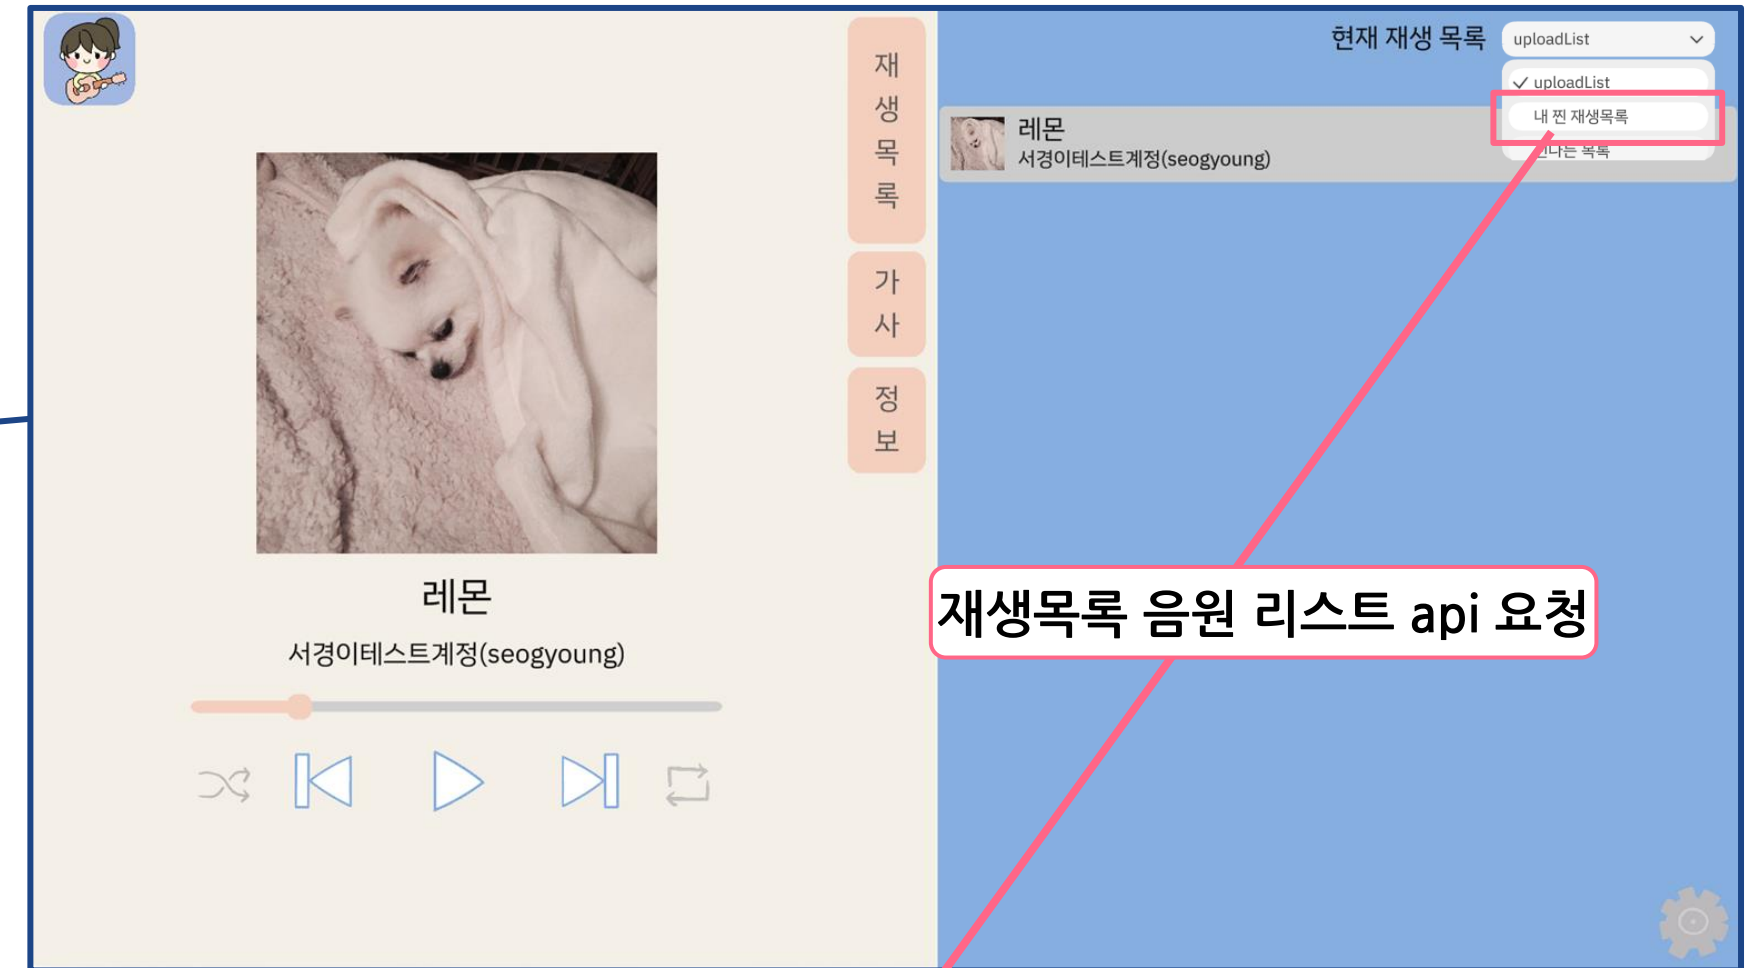 재
생
목
록
가
사
정
보
레몬
서경이테스트계정(seogyoung)
현재 재생 목록
uploadList
✓ uploadList
내 찐 재생목록
목록
레몬
서경이테스트계정(seogyoung)
재생목록 음원 리스트 api 요청